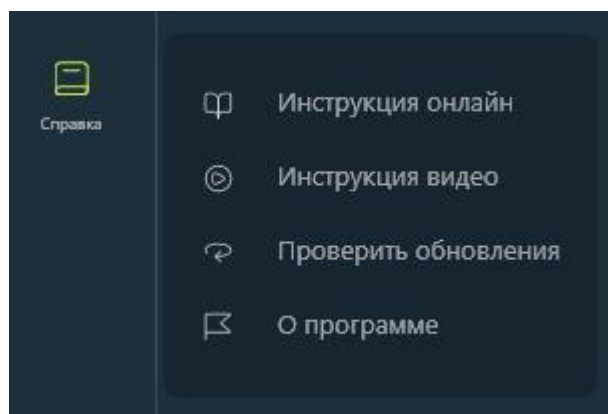 Справка
Инструкция онлайн
Инструкция видео
Проверить обновления
О программе